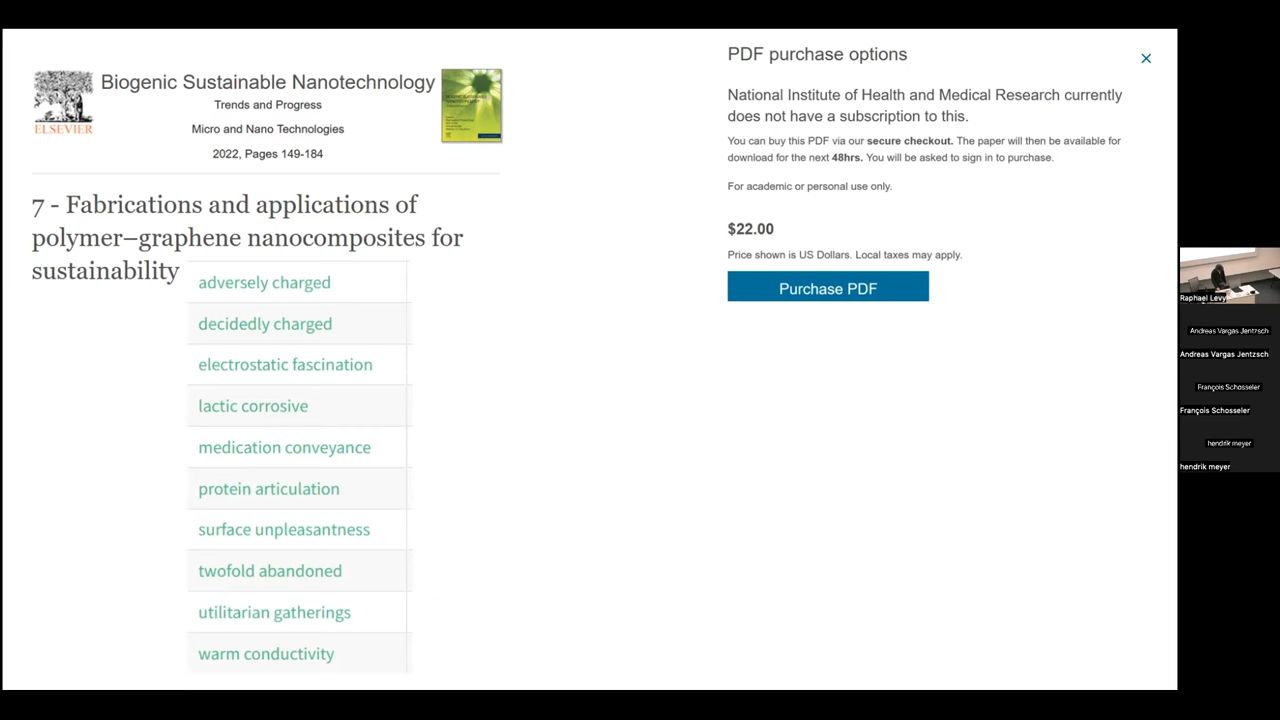 ELSEVIER
Biogenic Sustainable Nanotechnology
Trends and Progress
Micro and Nano Technologies
2022, Pages 149-184
7 - Fabrications and applications of
polymer–graphene nanocomposites for
sustainability
adversely charged
decidedly charged
electrostatic fascination
lactic corrosive
medication conveyance
protein articulation
surface unpleasantness
twofold abandoned
utilitarian gatherings
warm conductivity
PDF purchase options
National Institute of Health and Medical Research currently
does not have a subscription to this.
You can buy this PDF via our secure checkout. The paper will then be available for
download for the next 48hrs. You will be asked to sign in to purchase.
For academic or personal use only.
$22.00
Price shown is US Dollars. Local taxes may apply.
Purchase PDF
Raphael Levy
Andreas Vargas Jentzsch
Andreas Vargas Jentzsch
François Schosseler
François Schosseler
hendrik meyer
hendrik meyer